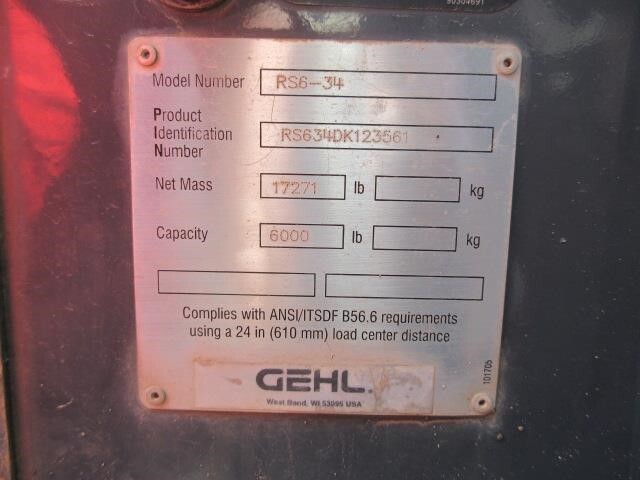 90304691
Model Number RS6-34
Product
Identification RS634DK123561
Number
Net Mass 17271 lb kg
Capacity 6000 lb kg
Complies with ANSI/ITSDF B56.6 requirements
using a 24 in (610 mm) load center distance
101705
GEHL
West Bend, WI 53095 USA